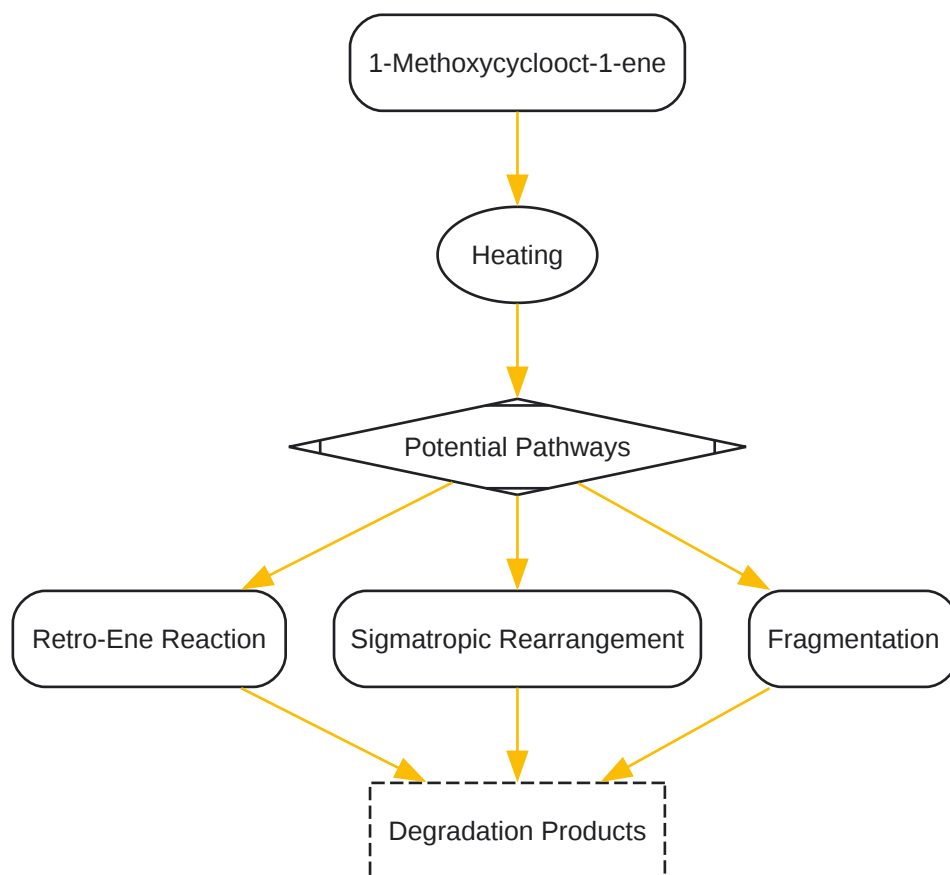 1-Methoxycyclooct-1-ene
Heating
Potential Pathways
Retro-Ene Reaction
Sigmatropic Rearrangement
Fragmentation
Degradation Products